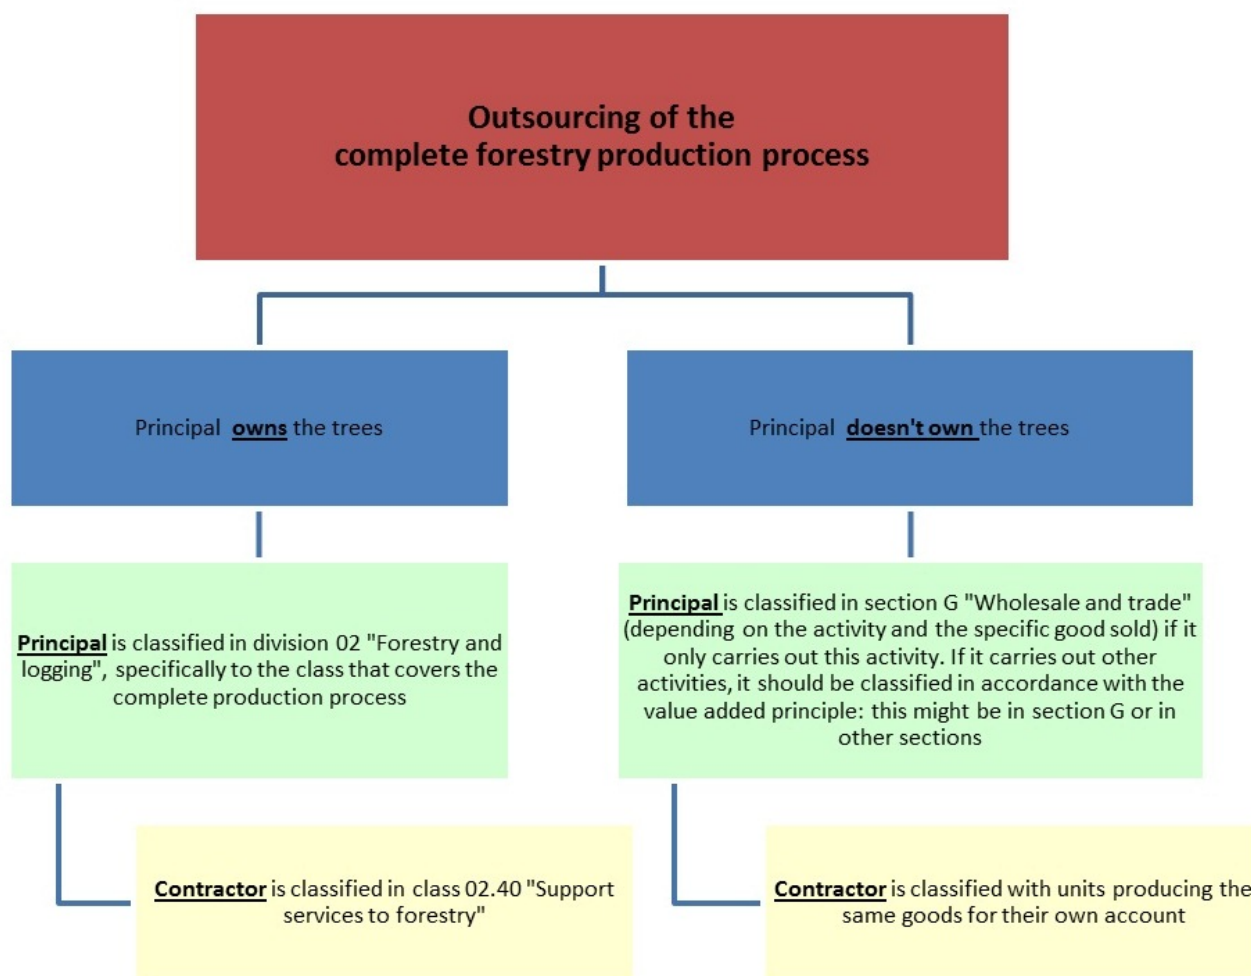 Outsourcing of the
complete forestry production process
Principal owns the trees
Principal doesn't own the trees
Principal is classified in division 02 "Forestry and
logging", specifically to the class that covers the
complete production process
Principal is classified in section G "Wholesale and trade"
(depending on the activity and the specific good sold) if it
only carries out this activity. If it carries out other
activities, it should be classified in accordance with the
value added principle: this might be in section G or in
other sections
Contractor is classified in class 02.40 "Support
services to forestry"
Contractor is classified with units producing the
same goods for their own account